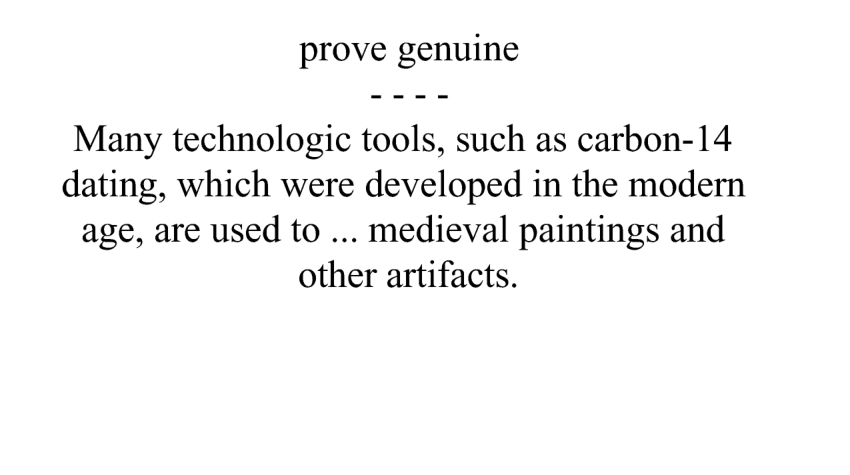 prove genuine
- - - -
Many technologic tools, such as carbon-14
dating, which were developed in the modern
age, are used to ... medieval paintings and
other artifacts.